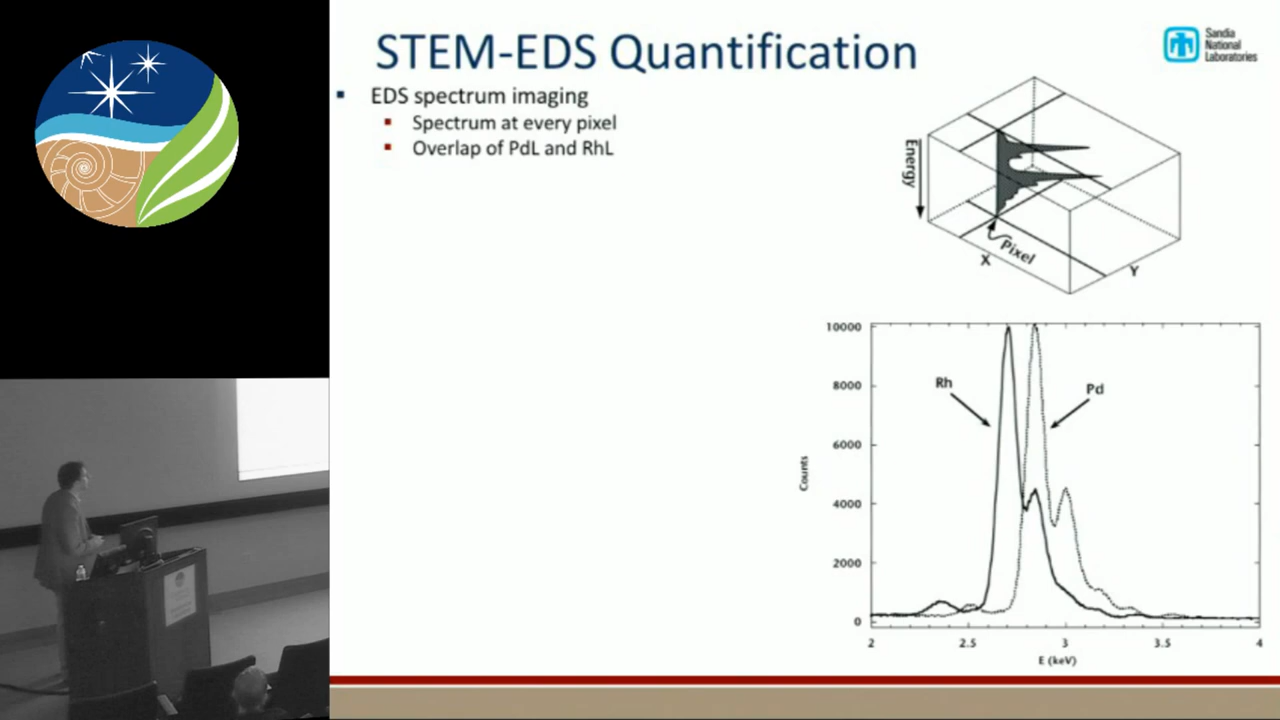 STEM-EDS Quantification
Sandia
National
Laboratories
EDS spectrum imaging
Spectrum at every pixel
Overlap of PdL and RhL
Energy
Pixel
X
Y
10000
8000
6000
4000
2000
0
Counts
Rh
Pd
2
2.5
3
3.5
4
E (keV)